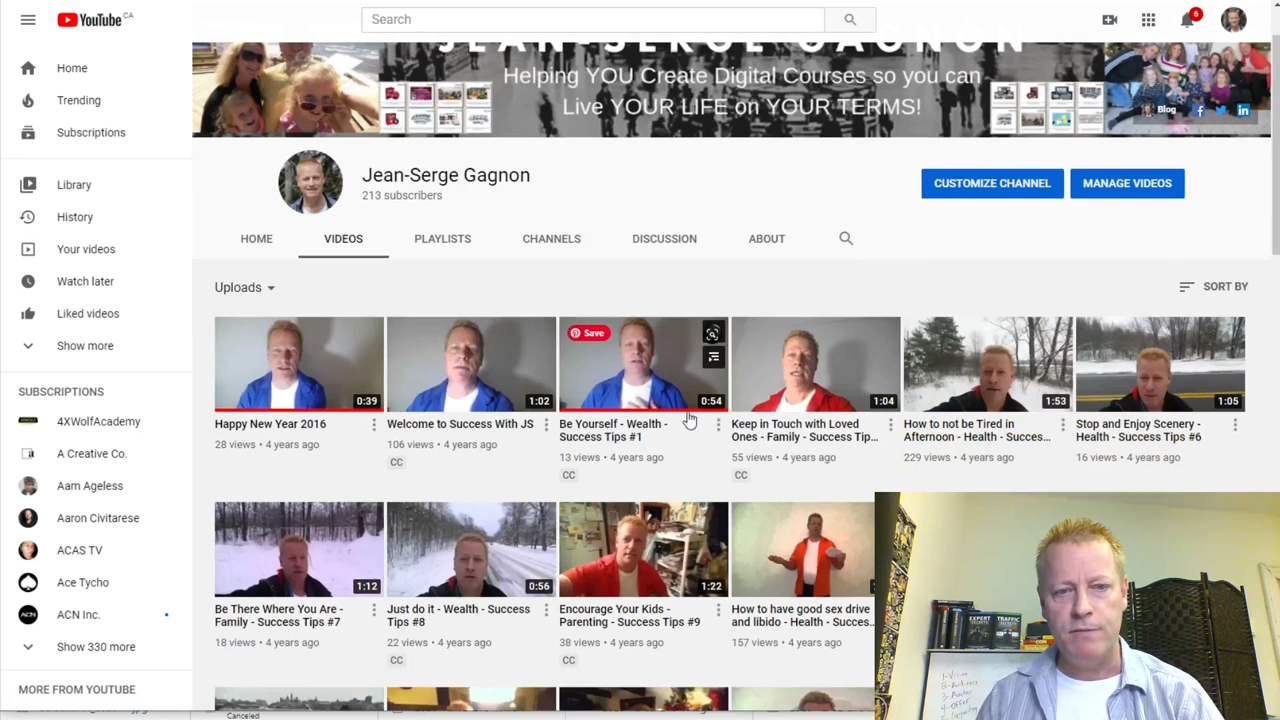 YouTube CA
Search
6
JEAN-SERGE GAGNON
Helping YOU Create Digital Courses so you can
Live YOUR LIFE on YOUR TERMS!
Blog
Home
Trending
Subscriptions
Library
History
Your videos
Watch later
Liked videos
Show more
SUBSCRIPTIONS
4XWolfAcademy
A Creative Co.
Aam Ageless
Aaron Civitarese
ACAS TV
Ace Tycho
ACN Inc.
Show 330 more
MORE FROM YOUTUBE
Jean-Serge Gagnon
213 subscribers
CUSTOMIZE CHANNEL
MANAGE VIDEOS
HOME VIDEOS PLAYLISTS CHANNELS DISCUSSION ABOUT
Uploads
SORT BY
0:39
Happy New Year 2016
28 views • 4 years ago
1:02
Welcome to Success With JS
106 views • 4 years ago
CC
Save
0:54
Be Yourself - Wealth -
Success Tips #1
13 views • 4 years ago
CC
1:04
Keep in Touch with Loved
Ones - Family - Success Tip...
55 views • 4 years ago
CC
1:53
How to not be Tired in
Afternoon - Health - Succes...
229 views • 4 years ago
1:05
Stop and Enjoy Scenery -
Health - Success Tips #6
16 views • 4 years ago
1:12
Be There Where You Are -
Family - Success Tips #7
18 views • 4 years ago
0:56
Just do it - Wealth - Success
Tips #8
22 views • 4 years ago
CC
1:22
Encourage Your Kids -
Parenting - Success Tips #9
38 views • 4 years ago
CC
How to have good sex drive
and libido - Health - Succes...
157 views • 4 years ago
EXPERT
SECRETS
TRAFFIC
SECRETS
Canceled